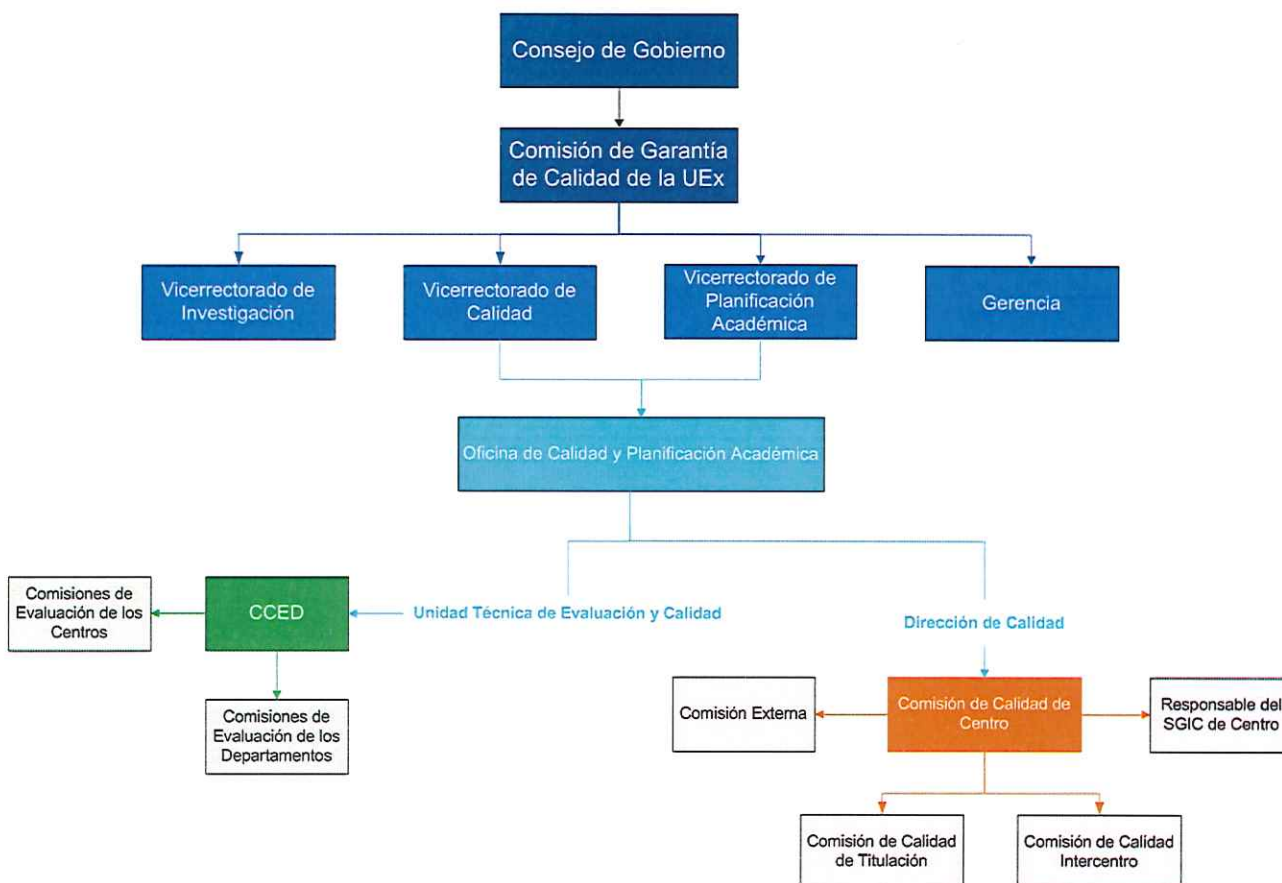 Consejo de Gobierno
Comisión de Garantía
de Calidad de la UEx
Vicerrectorado de
Investigación
Vicerrectorado de
Calidad
Vicerrectorado de
Planificación
Académica
Gerencia
Oficina de Calidad y Planificación Académica
Comisiones de
Evaluación de los
Centros
CCED
Unidad Técnica de Evaluación y Calidad
Dirección de Calidad
Comisiones de
Evaluación de los
Departamentos
Comisión Externa
Comisión de Calidad de
Centro
Responsable del
SGIC de Centro
Comisión de Calidad
de Titulación
Comisión de Calidad
Intercentro